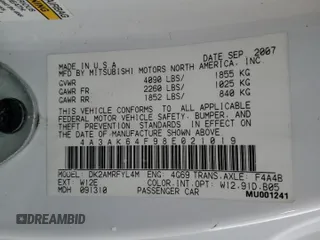 MADE IN U.S.A. DATE SEP, 2007
MFD BY MITSUBISHI MOTORS NORTH AMERICA, INC
GVWR 4090 LBS/ 1855 KG
GAWR FR 2260 LBS/ 1025 KG
GAWR RR 1852 LBS/ 840 KG
THIS VEHICLE CONFORMS TO ALL APPLICABLE
FEDERAL MOTOR VEHICLE SAFETY, BUMPER AND
THEFT PREVENTION STANDARDS IN EFFECT ON
THE DATE OF MANUFACTURE SHOWN ABOVE.
4A3AK64F98E021019
MODEL: DK2AMRFYL4M ENG: 4G69 TRANS.AXLE: F4A4B
EXT: W12E COLOR.INT.OPT: W12.91D.B05
MDH 091310 PASSENGER CAR MU001241
DREAMBID